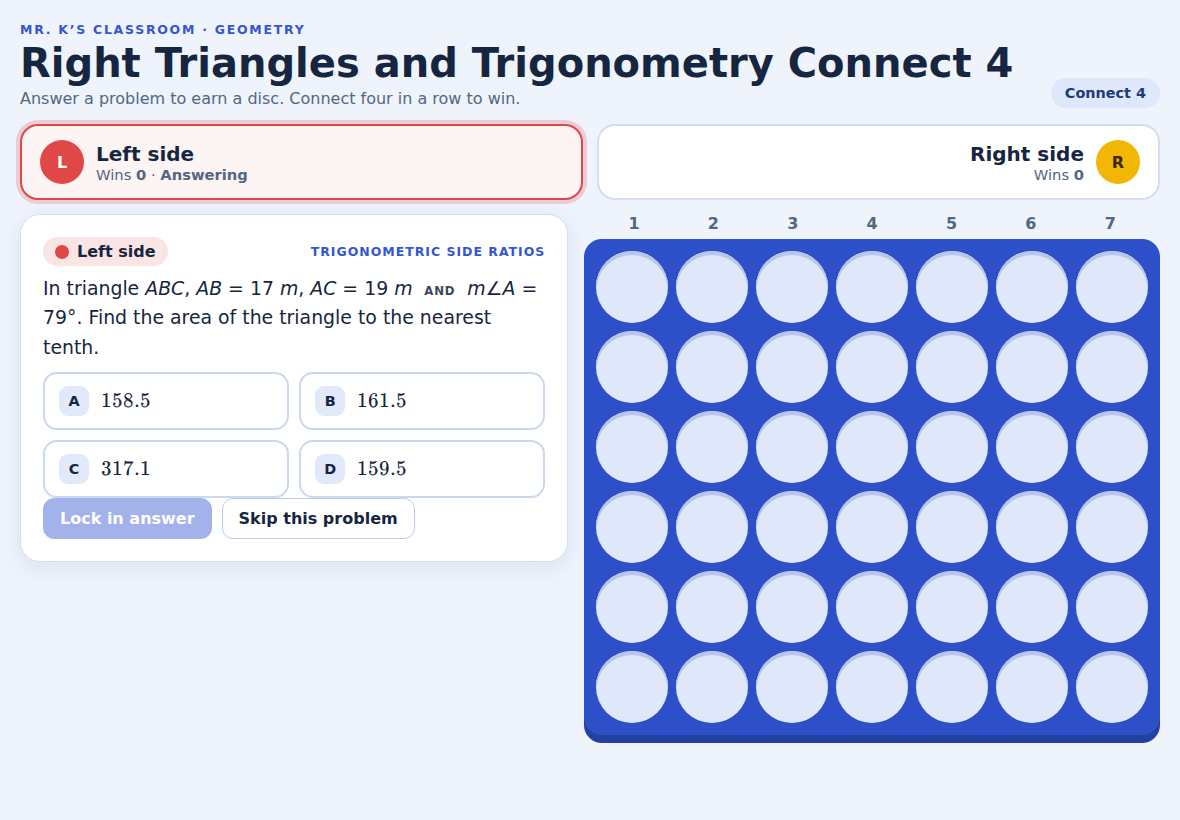 MR. K’S CLASSROOM · GEOMETRY
Right Triangles and Trigonometry Connect 4
Answer a problem to earn a disc. Connect four in a row to win.
Connect 4
L
Left side
Wins 0 · Answering
Right side
Wins 0
R
Left side
TRIGONOMETRIC SIDE RATIOS
In triangle ABC, AB = 17 m, AC = 19 m AND m∠A =
79°. Find the area of the triangle to the nearest
tenth.
A 158.5
B 161.5
C 317.1
D 159.5
Lock in answer
Skip this problem
1 2 3 4 5 6 7